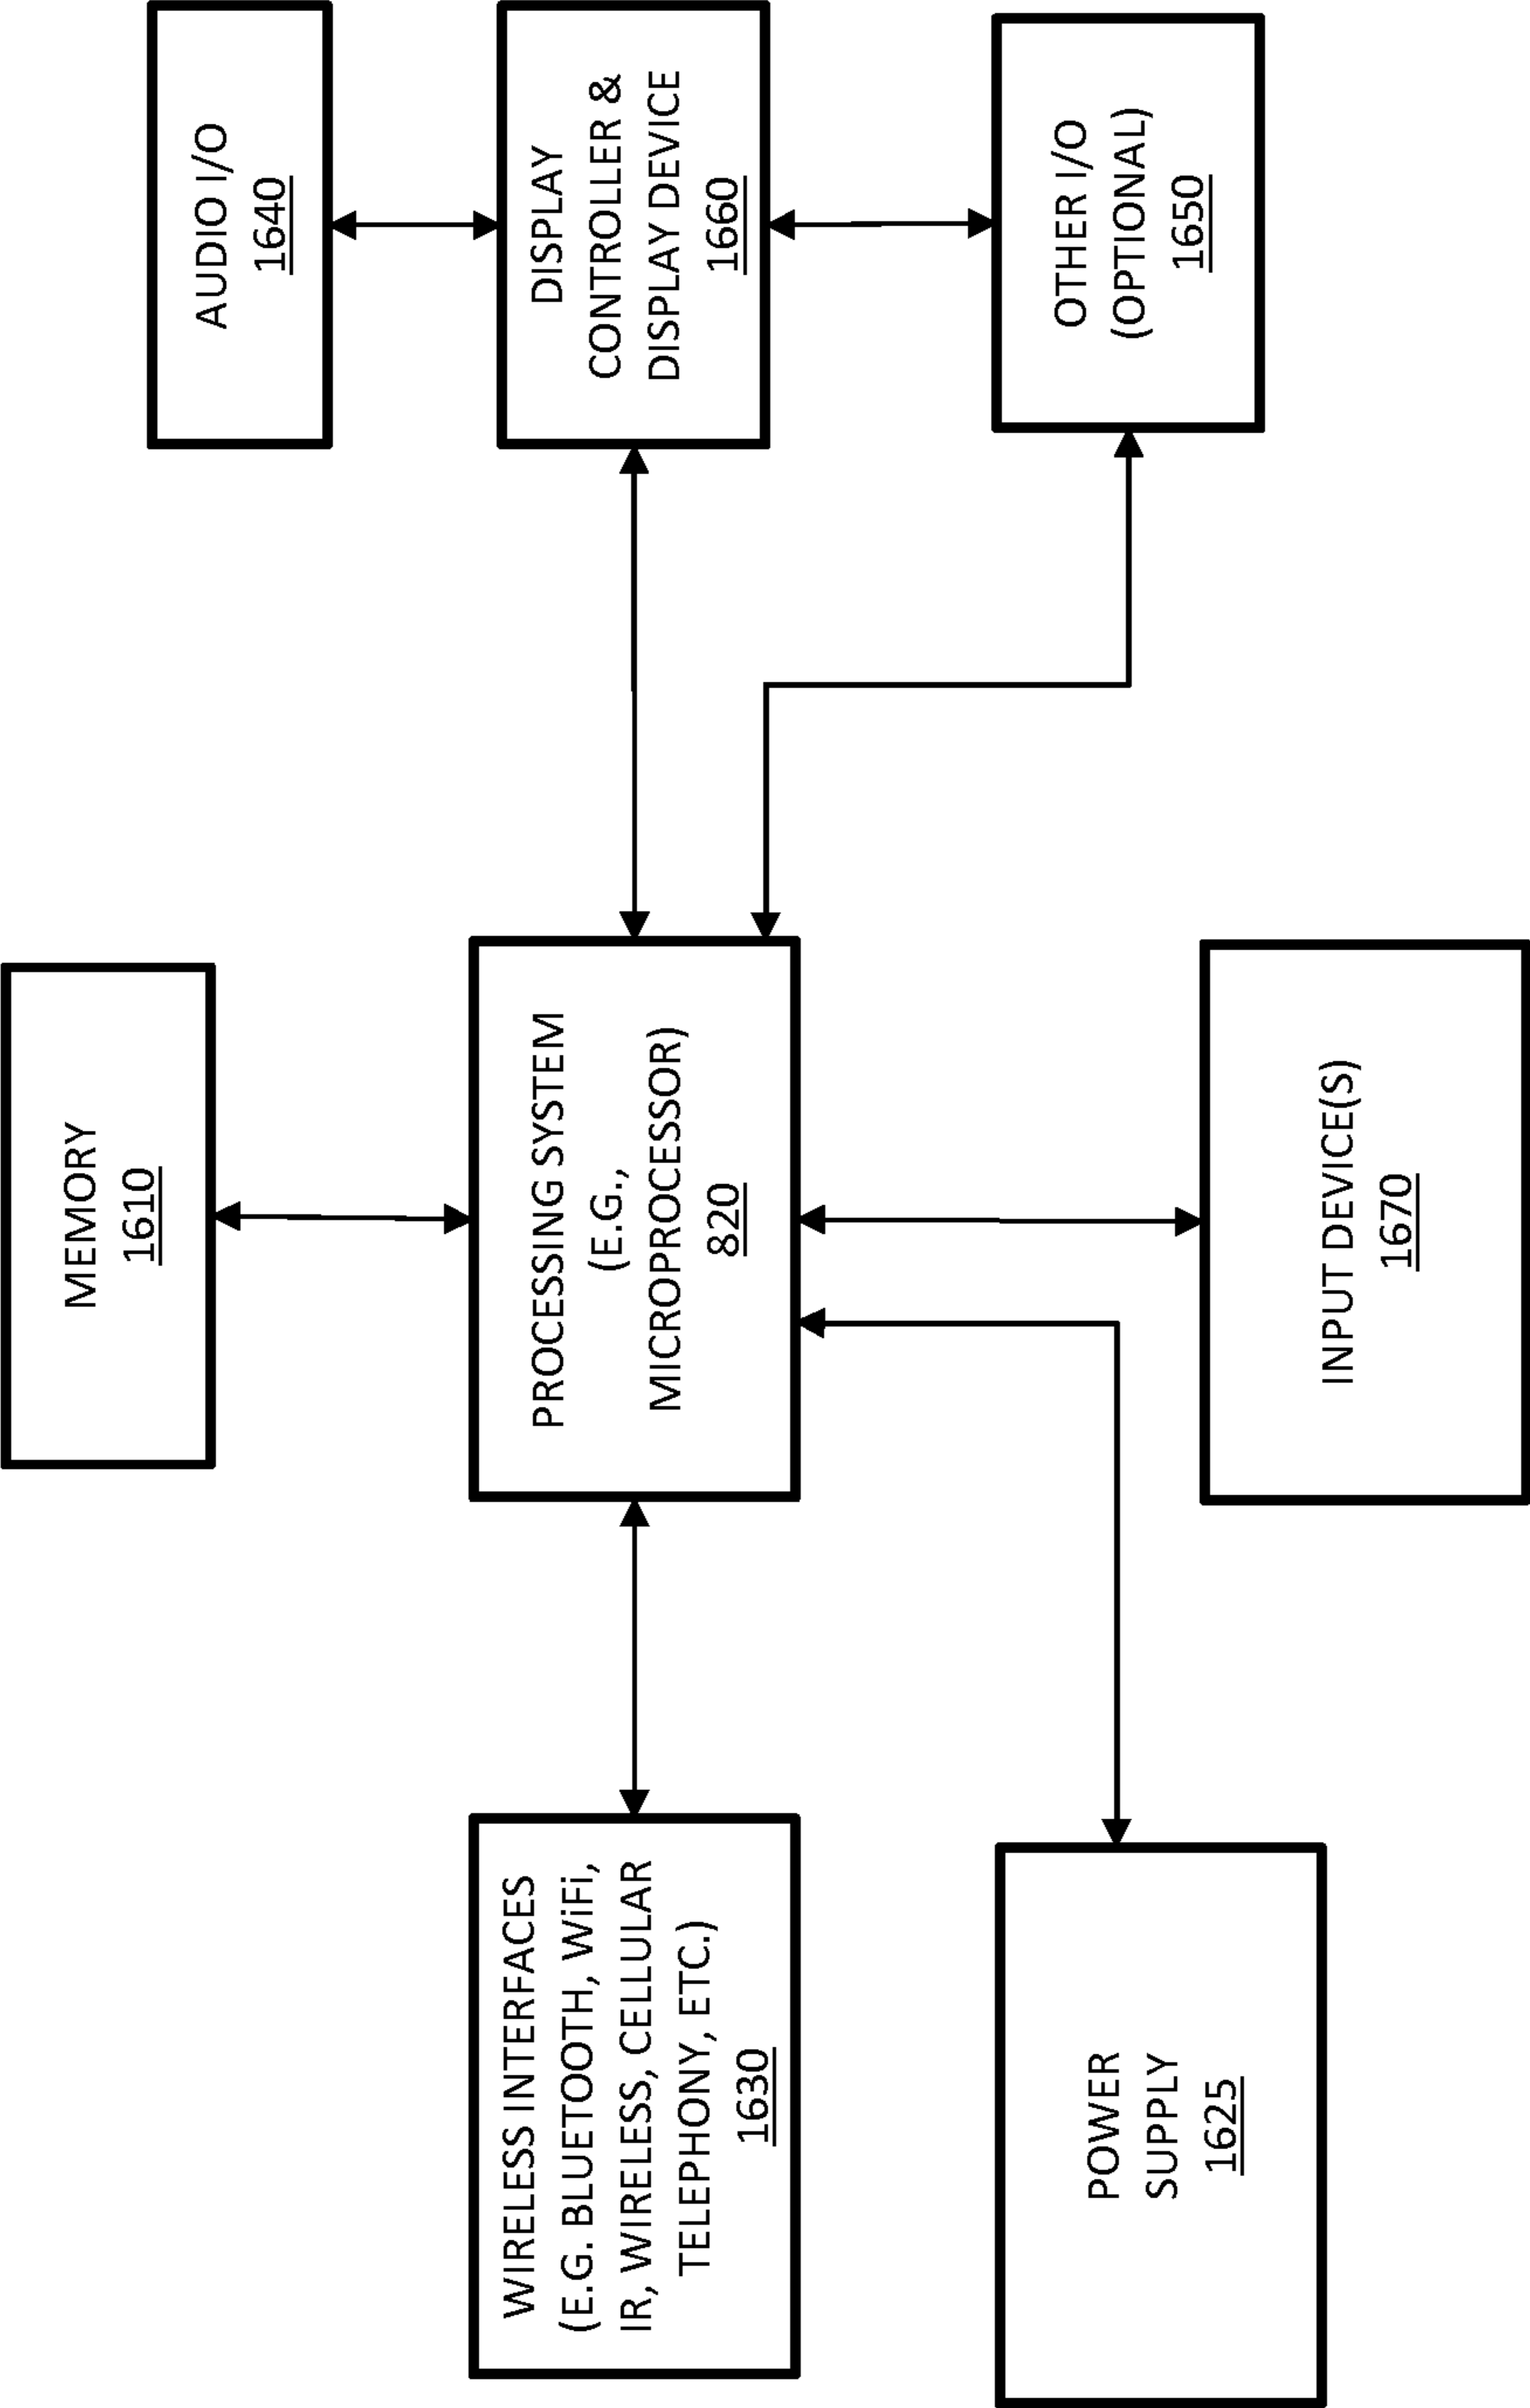 MEMORY
1610
AUDIO I/O
1640
WIRELESS INTERFACES
(E.G. BLUETOOTH, WiFi,
IR, WIRELESS, CELLULAR
TELEPHONY, ETC.)
1630
PROCESSING SYSTEM
(E.G.,
MICROPROCESSOR)
820
DISPLAY
CONTROLLER &
DISPLAY DEVICE
1660
POWER
SUPPLY
1625
INPUT DEVICE(S)
1670
OTHER I/O
(OPTIONAL)
1650